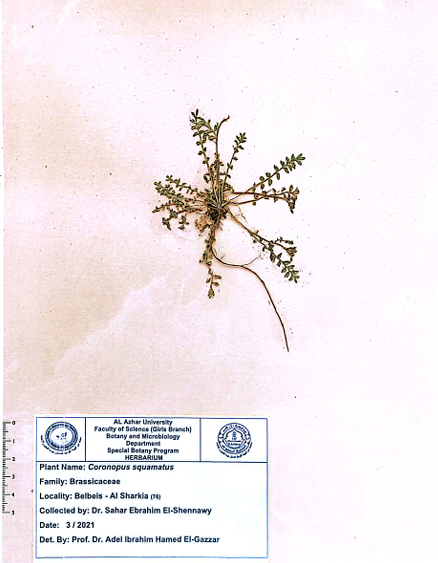 AL Azhar University
Faculty of Science (Girls Branch)
Botany and Microbiology
Department
Special Botany Program
HERBARIUM
Plant Name: Coronopus squamatus
Family: Brassicaceae
Locality: Belbeis - Al Sharkia (76)
Collected by: Dr. Sahar Ebrahim El-Shennawy
Date: 3 / 2021
Det. By: Prof. Dr. Adel Ibrahim Hamed El-Gazzar
0
1
2
3
4
5